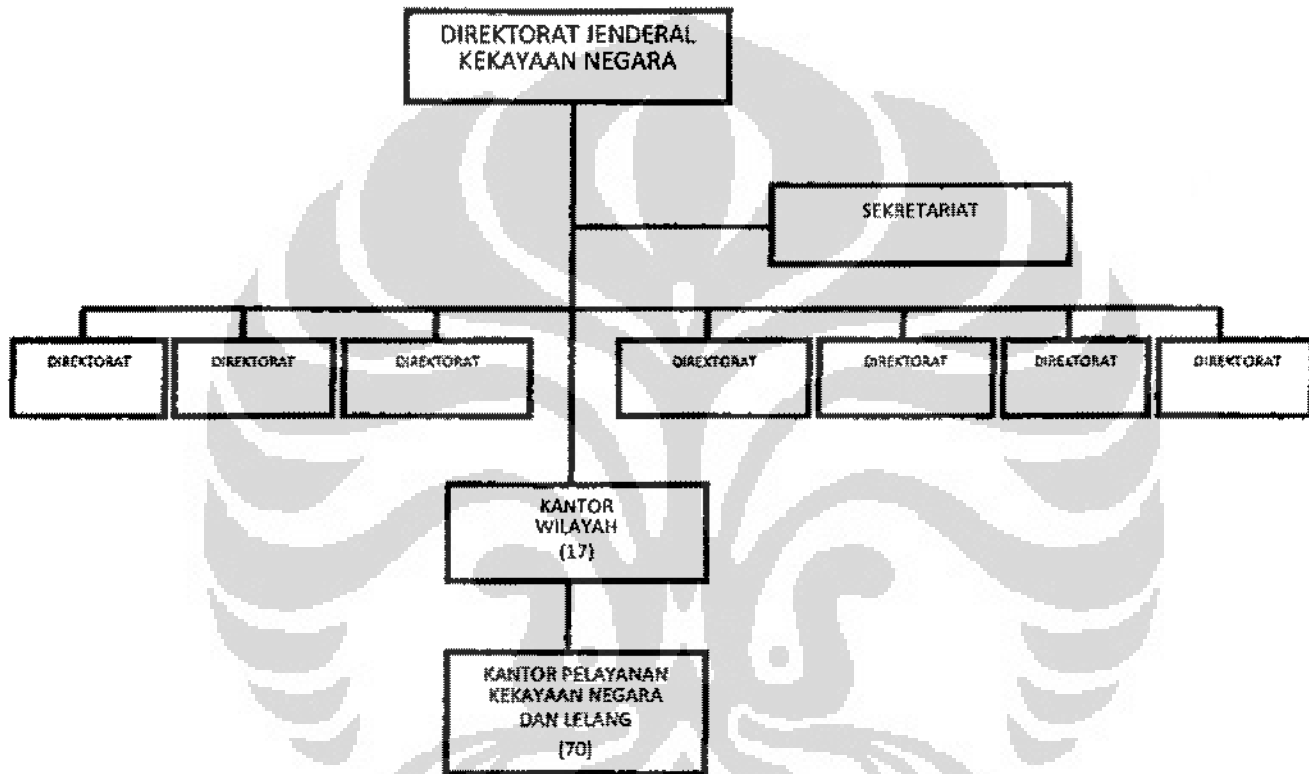 DIREKTORAT JENDERAL
KEKAYAAN NEGARA
SEKRETARIAT
DIREKTORAT
DIREKTORAT
DIREKTORAT
DIREKTORAT
DIREKTORAT
DIREKTORAT
DIREKTORAT
KANTOR
WILAYAH
(17)
KANTOR PELAYANAN
KEKAYAAN NEGARA
DAN LELANG
(70)